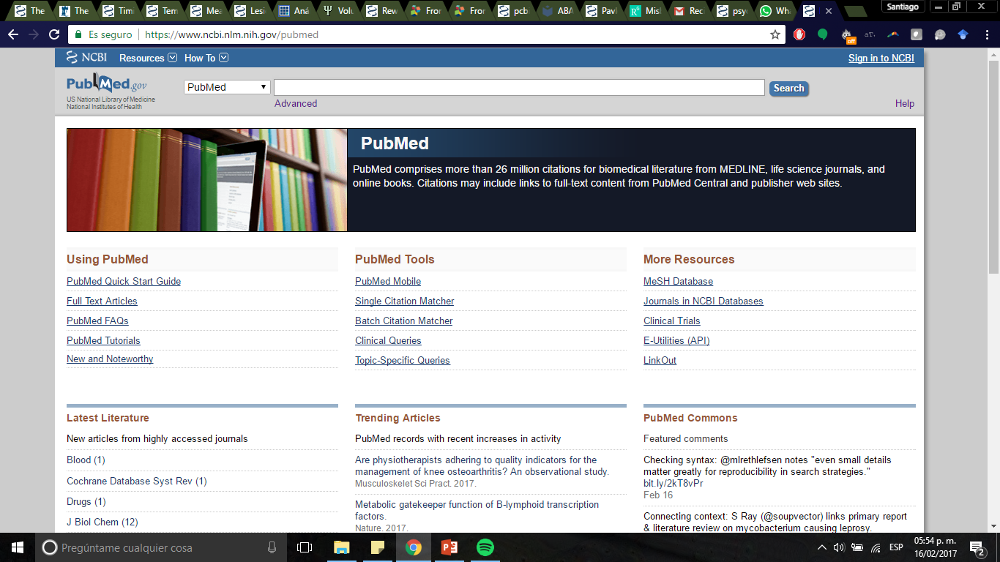 The
The
Tim
Tem
Mea
Lesi
Aná
Volu
Rew
Fror
Fror
pcb
ABA
Pavl
Misl
Rec
psy
Wha
Santiago
Es seguro
https://www.ncbi.nlm.nih.gov/pubmed
off
aT.
NCBI Resources How To Sign in to NCBI
PubMed.gov
US National Library of Medicine
National Institutes of Health
PubMed
Search
Advanced
Help
PubMed
PubMed comprises more than 26 million citations for biomedical literature from MEDLINE, life science journals, and
online books. Citations may include links to full-text content from PubMed Central and publisher web sites.
Using PubMed
PubMed Quick Start Guide
Full Text Articles
PubMed FAQs
PubMed Tutorials
New and Noteworthy
PubMed Tools
PubMed Mobile
Single Citation Matcher
Batch Citation Matcher
Clinical Queries
Topic-Specific Queries
More Resources
MeSH Database
Journals in NCBI Databases
Clinical Trials
E-Utilities (API)
LinkOut
Latest Literature
New articles from highly accessed journals
Blood (1)
Cochrane Database Syst Rev (1)
Drugs (1)
J Biol Chem (12)
Trending Articles
PubMed records with recent increases in activity
Are physiotherapists adhering to quality indicators for the
management of knee osteoarthritis? An observational study.
Musculoskelet Sci Pract. 2017.
Metabolic gatekeeper function of B-lymphoid transcription
factors.
Nature. 2017.
PubMed Commons
Featured comments
Checking syntax: @mlrethlefsen notes "even small details
matter greatly for reproducibility in search strategies."
bit.ly/2kT8vPr
Feb 16
Connecting context: S Ray (@soupvector) links primary report
& literature review on mycobacterium causing leprosy.
Pregúntame cualquier cosa
ESP
05:54 p. m.
16/02/2017
2